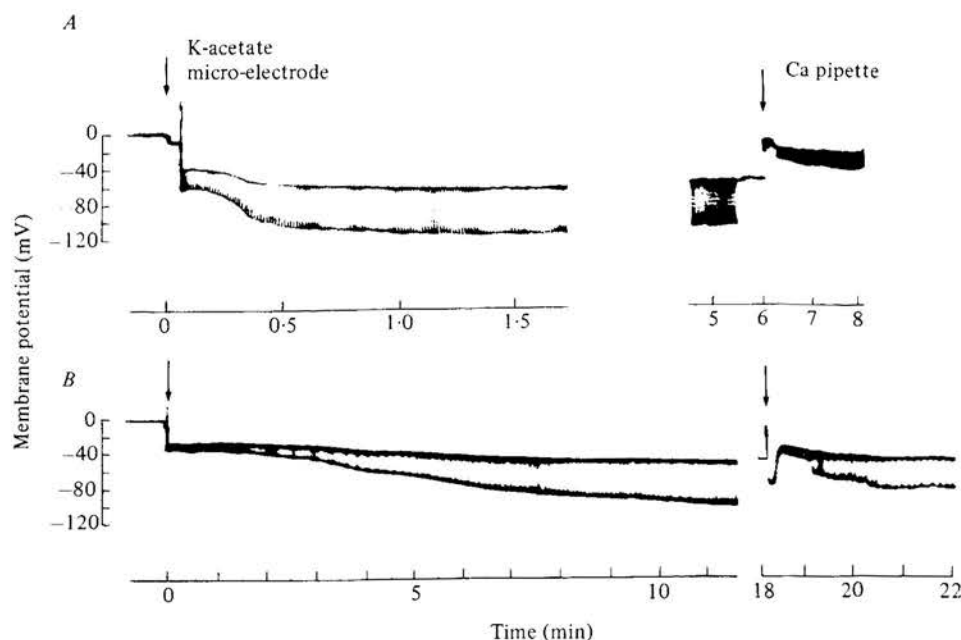 A
K-acetate
micro-electrode
Ca pipette
0
−40
−80
−120
0 0·5 1·0 1·5 5 6 7 8
Membrane potential (mV)
B
0
−40
−80
−120
0 5 10 18 20 22
Time (min)